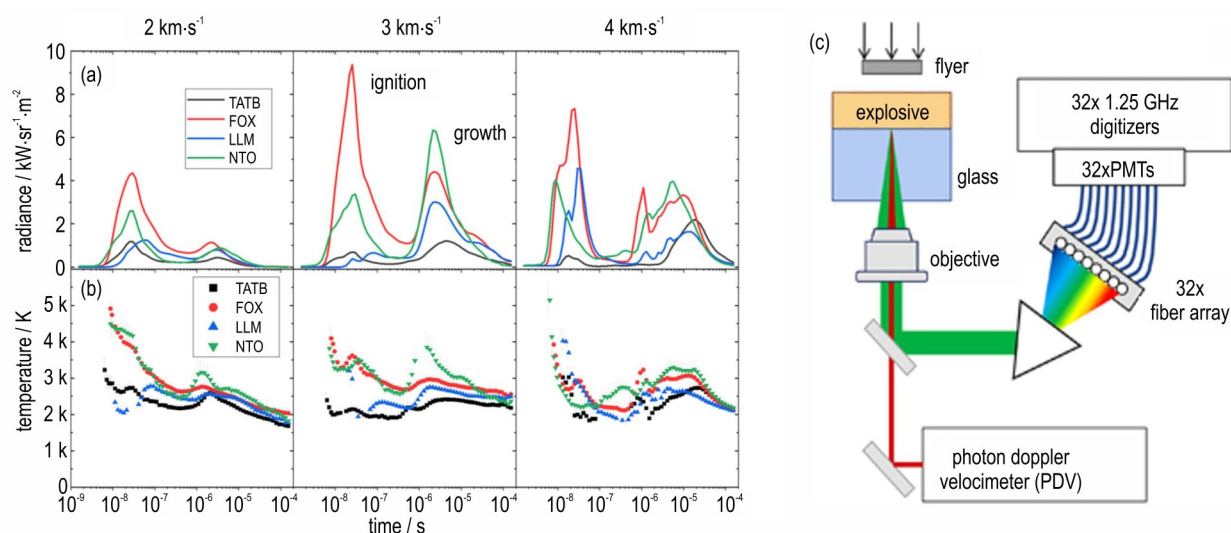 2 km·s⁻¹ 3 km·s⁻¹ 4 km·s⁻¹
(a)
radiance / kW·sr⁻¹·m⁻²
10
8
6
4
2
0
TATB
FOX
LLM
NTO
ignition
growth
(b)
temperature / K
5 k
4 k
3 k
2 k
1 k
0
TATB
FOX
LLM
NTO
10⁻⁹ 10⁻⁸ 10⁻⁷ 10⁻⁶ 10⁻⁵ 10⁻⁸ 10⁻⁷ 10⁻⁶ 10⁻⁵ 10⁻⁸ 10⁻⁷ 10⁻⁶ 10⁻⁵ 10⁻⁴
time / s
(c)
flyer
explosive
glass
objective
32x 1.25 GHz
digitizers
32xPMTs
32x
fiber array
photon doppler
velocimeter (PDV)